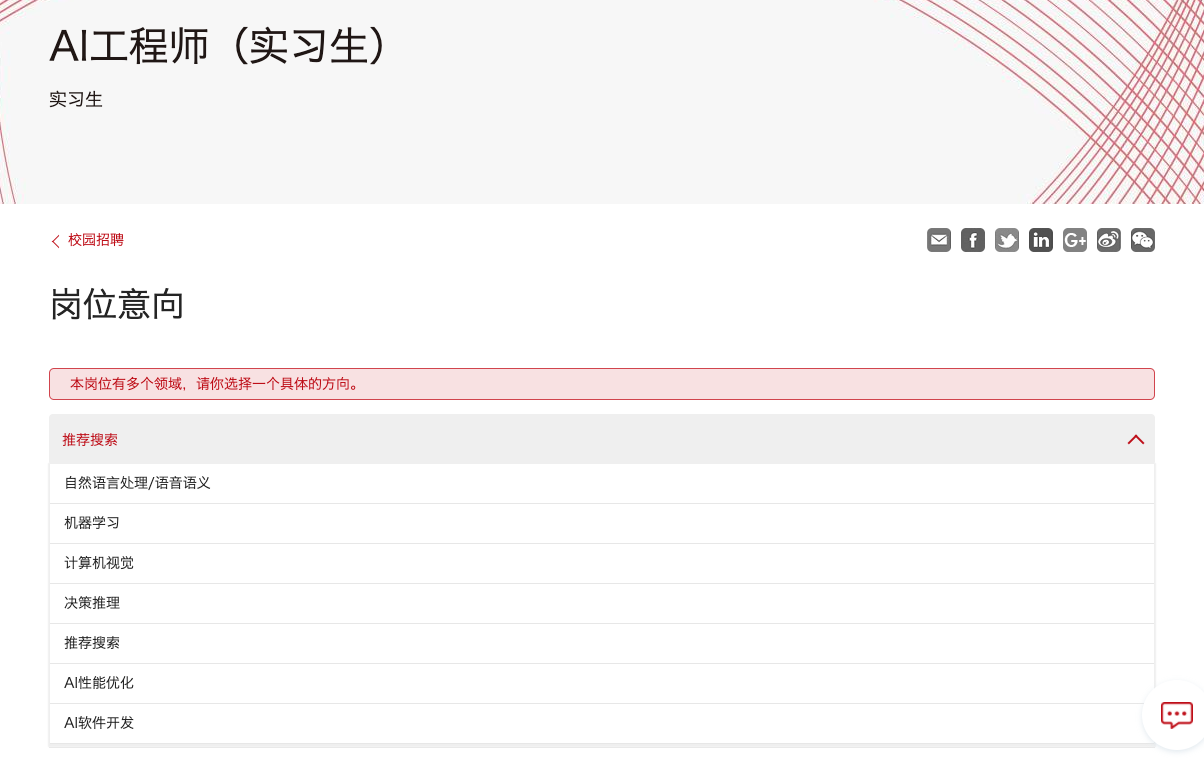 AI工程师（实习生）
实习生
校园招聘
岗位意向
本岗位有多个领域，请你选择一个具体的方向。
推荐搜索
自然语言处理/语音语义
机器学习
计算机视觉
决策推理
推荐搜索
AI性能优化
AI软件开发